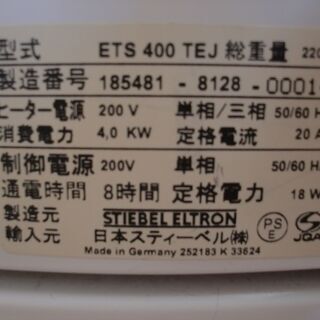 型式 ETS 400 TEJ 総重量 220
製造番号 185481 - 8128 - 0001
ヒーター電源 200 V 単相/三相 50/60 H
消費電力 4,0 KW 定格電流 20 A
制御電源 200V 単相 50/60 H
通電時間 8時間 定格電力 18 W
製造元 STIEBEL ELTRON
輸入元 日本スティーベル(株)
Made in Germany 252183 K 33624
PS E
JQA